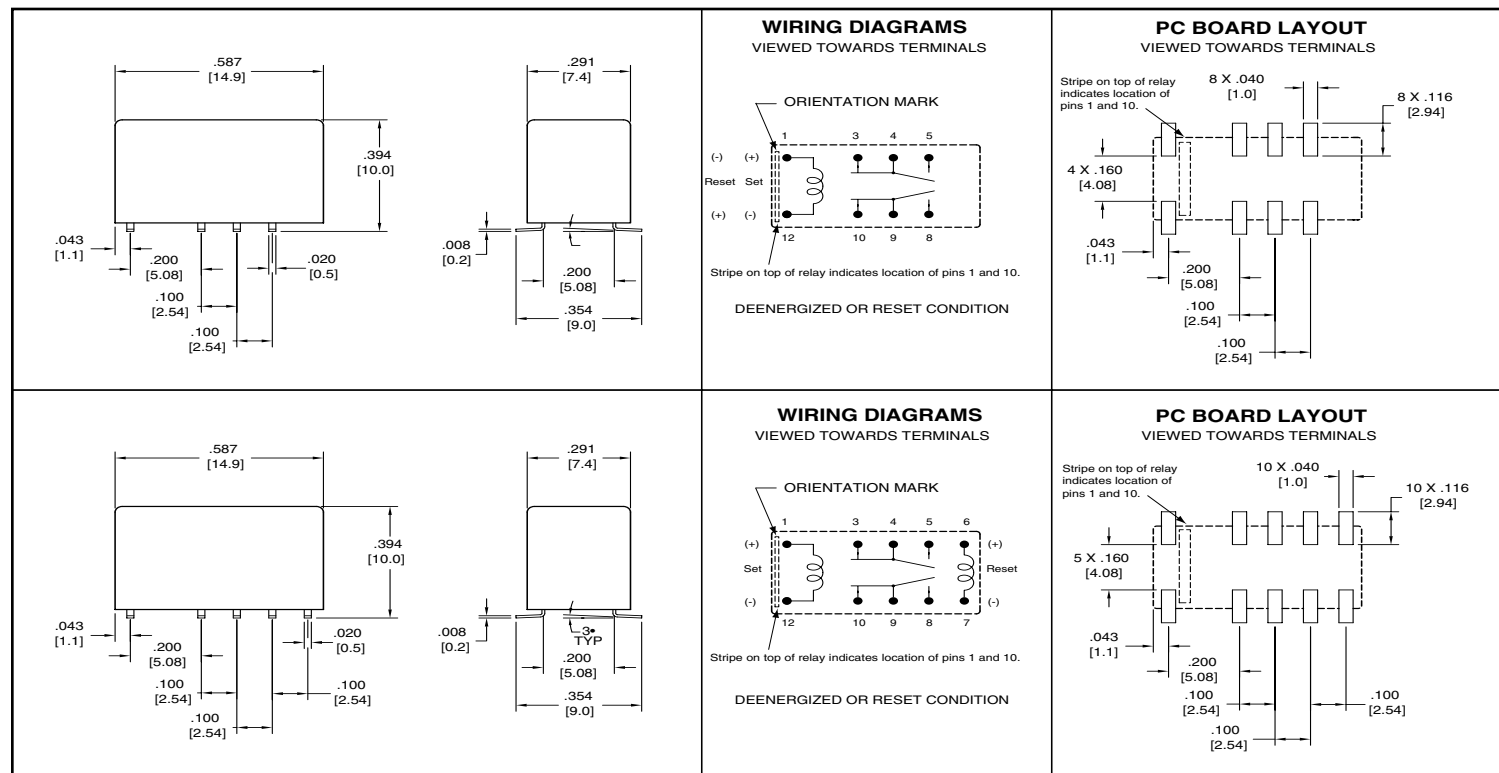 .587
[14.9]
.394
[10.0]
.043
[1.1]
.200
[5.08]
.100
[2.54]
.100
[2.54]
.020
[0.5]
.291
[7.4]
.008
[0.2]
.200
[5.08]
.354
[9.0]
WIRING DIAGRAMS
VIEWED TOWARDS TERMINALS
ORIENTATION MARK
1 3 4 5
(-) (+)
Reset Set
(+) (-)
12 10 9 8
Stripe on top of relay indicates location of pins 1 and 10.
DEENERGIZED OR RESET CONDITION
PC BOARD LAYOUT
VIEWED TOWARDS TERMINALS
Stripe on top of relay
indicates location of
pins 1 and 10.
8 X .040
[1.0]
8 X .116
[2.94]
4 X .160
[4.08]
.043
[1.1]
.200
[5.08]
.100
[2.54]
.100
[2.54]
.587
[14.9]
.394
[10.0]
.043
[1.1]
.200
[5.08]
.100
[2.54]
.100
[2.54]
.020
[0.5]
.100
[2.54]
.291
[7.4]
.008
[0.2]
3•
TYP
.200
[5.08]
.354
[9.0]
WIRING DIAGRAMS
VIEWED TOWARDS TERMINALS
ORIENTATION MARK
1 3 4 5 6
(+) (+)
Set Reset
(-) (-)
12 10 9 8 7
Stripe on top of relay indicates location of pins 1 and 10.
DEENERGIZED OR RESET CONDITION
PC BOARD LAYOUT
VIEWED TOWARDS TERMINALS
Stripe on top of relay
indicates location of
pins 1 and 10.
10 X .040
[1.0]
10 X .116
[2.94]
5 X .160
[4.08]
.043
[1.1]
.200
[5.08]
.100
[2.54]
.100
[2.54]
.100
[2.54]